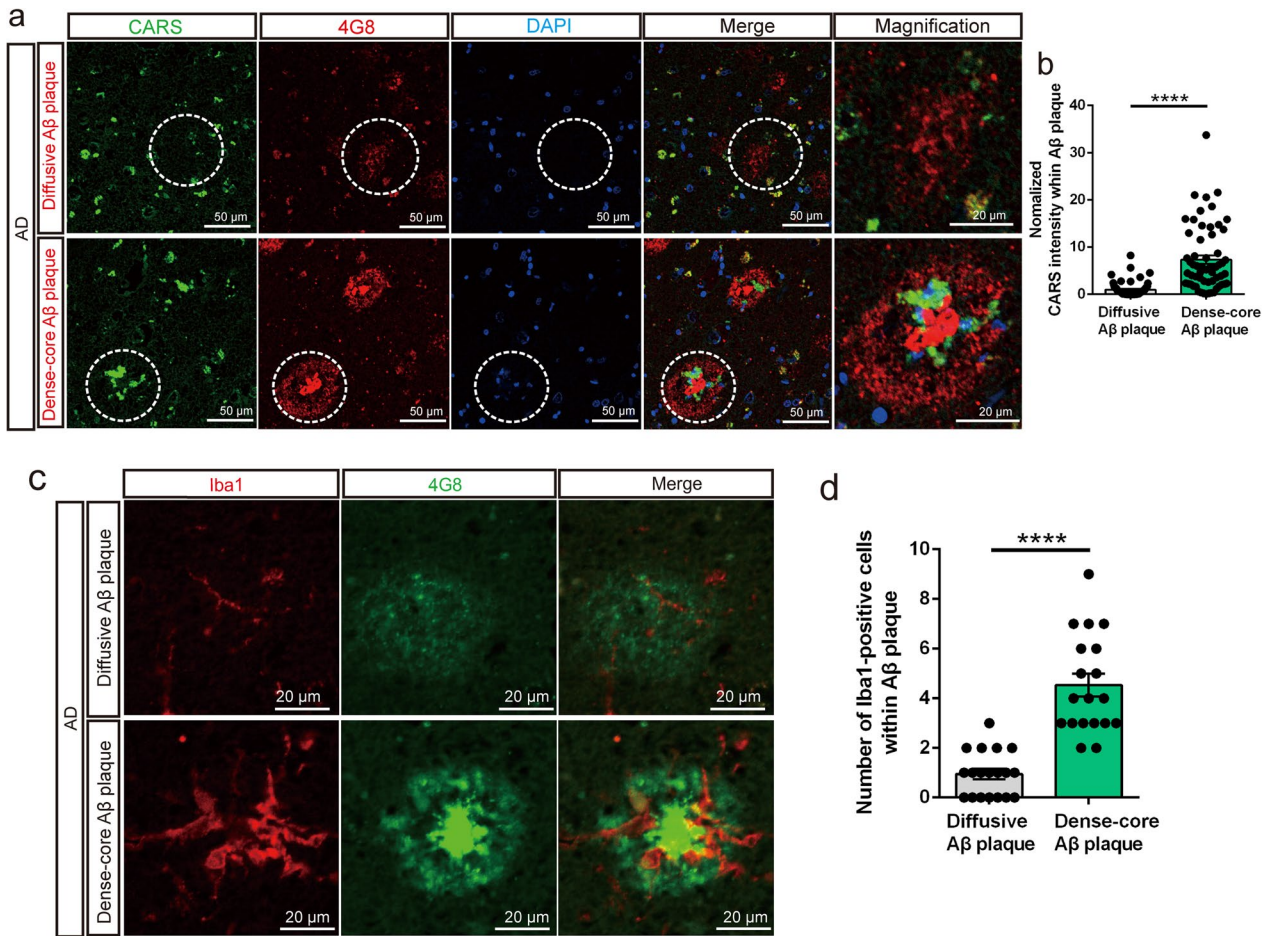 a
CARS
4G8
DAPI
Merge
Magnification
AD
Diffusive Aβ plaque
50 µm
50 µm
50 µm
50 µm
20 µm
Dense-core Aβ plaque
50 µm
50 µm
50 µm
50 µm
20 µm
b
Nomalized
CARS intensity whin Aβ plaque
****
40
30
20
10
0
Diffusive
Aβ plaque
Dense-core
Aβ plaque
c
Iba1
4G8
Merge
AD
Diffusive Aβ plaque
20 µm
20 µm
20 µm
Dense-core Aβ plaque
20 µm
20 µm
20 µm
d
Number of Iba1-positive cells
within Aβ plaque
****
10
8
6
4
2
0
Diffusive
Aβ plaque
Dense-core
Aβ plaque